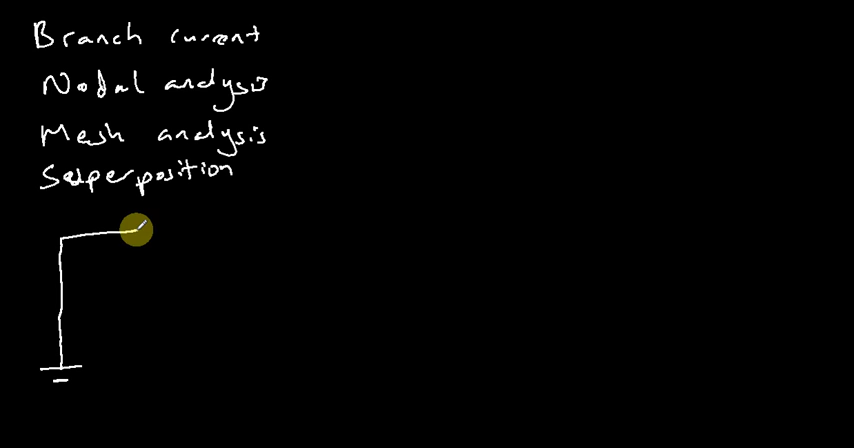 Branch current
Nodal analysis
Mesh analysis
Superposition